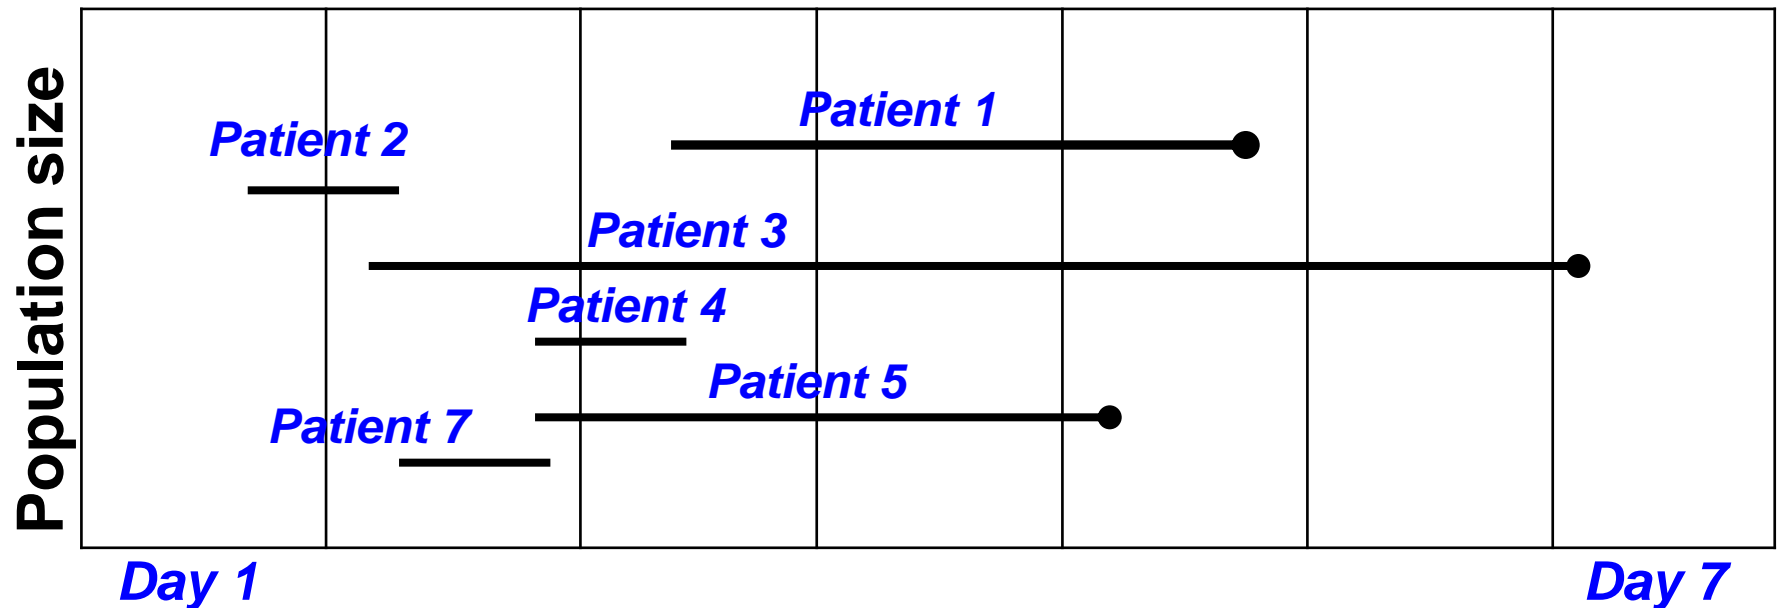 Population size
Patient 1
Patient 2
Patient 3
Patient 4
Patient 5
Patient 7
Day 1
Day 7